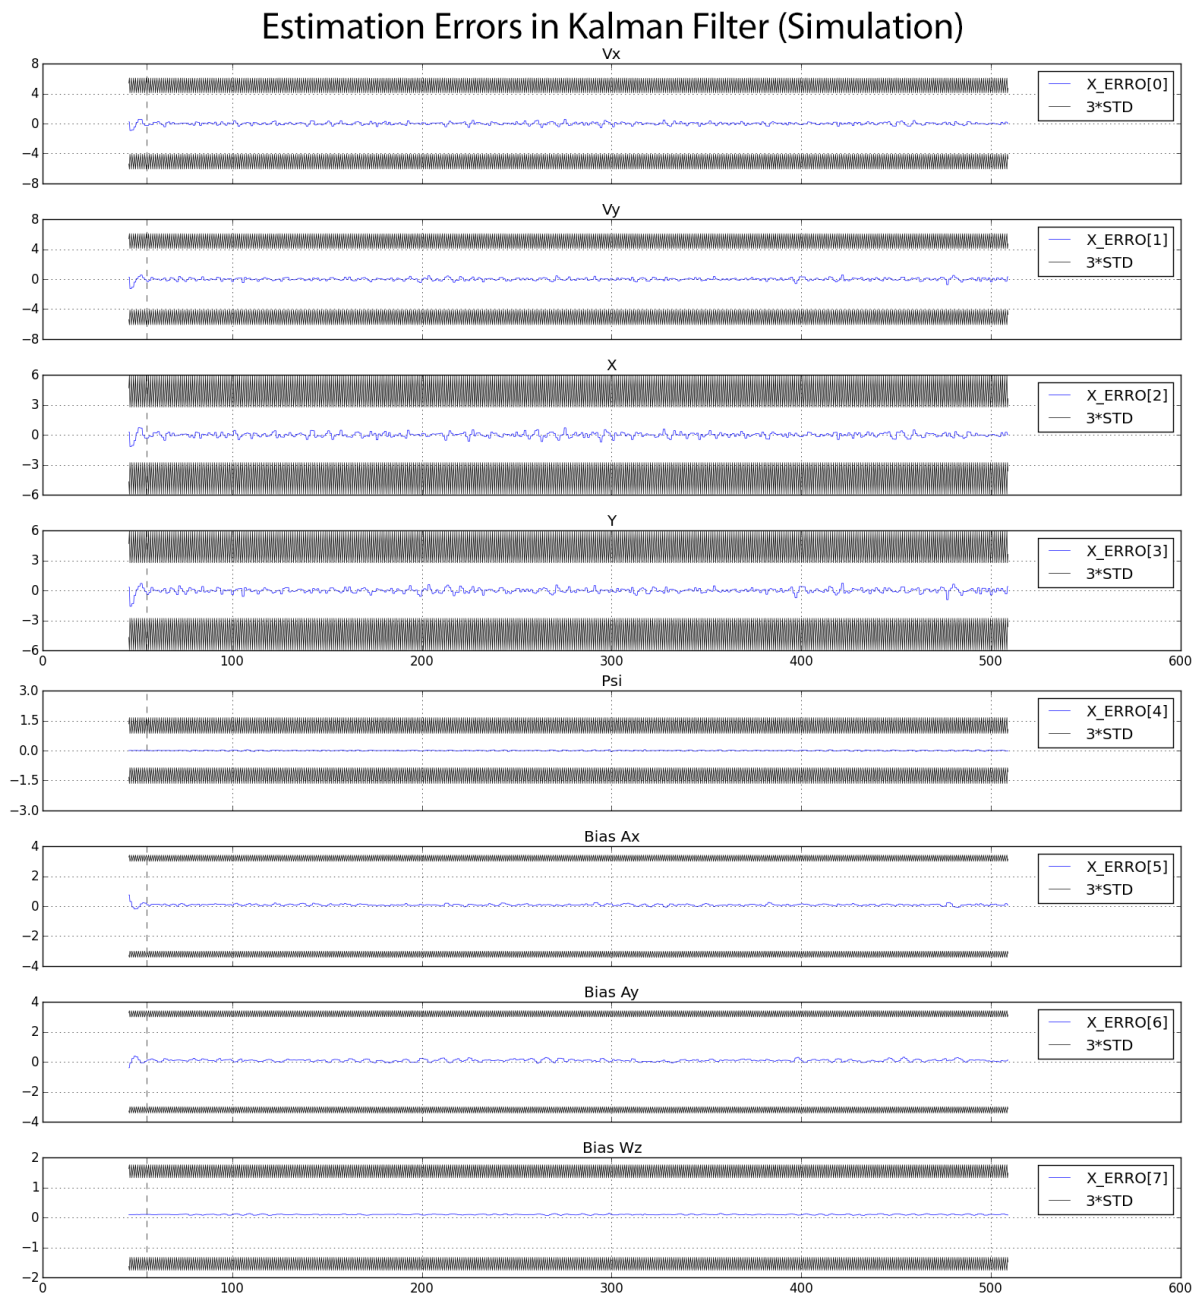 Estimation Errors in Kalman Filter (Simulation)
Vx
8
4
0
−4
−8
X_ERRO[0]
3*STD
Vy
8
4
0
−4
−8
X_ERRO[1]
3*STD
X
6
3
0
−3
−6
X_ERRO[2]
3*STD
Y
6
3
0
−3
−6
X_ERRO[3]
3*STD
0 100 200 300 400 500 600
Psi
3.0
1.5
0.0
−1.5
−3.0
X_ERRO[4]
3*STD
Bias Ax
4
2
0
−2
−4
X_ERRO[5]
3*STD
Bias Ay
4
2
0
−2
−4
X_ERRO[6]
3*STD
Bias Wz
2
1
0
−1
−2
X_ERRO[7]
3*STD
0 100 200 300 400 500 600